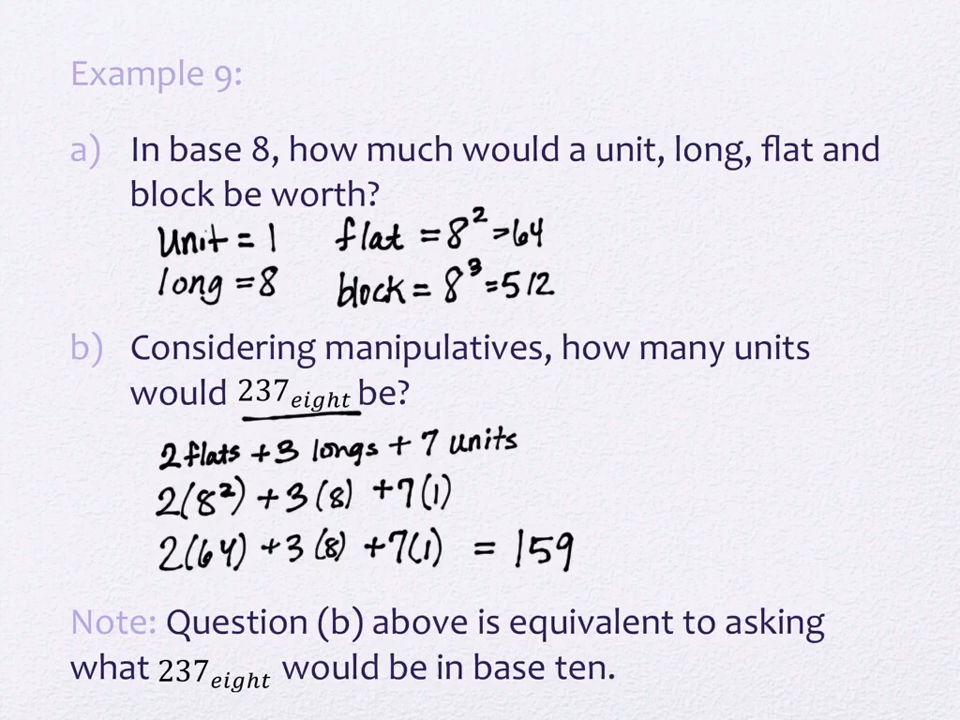 Example 9:
a) In base 8, how much would a unit, long, flat and
block be worth?
Unit = 1 flat = 8² = 64
long = 8 block = 8³ = 512
b) Considering manipulatives, how many units
would 237eight be?
2 flats + 3 longs + 7 units
2(8²) + 3(8) + 7(1)
2(64) + 3(8) + 7(1) = 159
Note: Question (b) above is equivalent to asking
what 237eight would be in base ten.